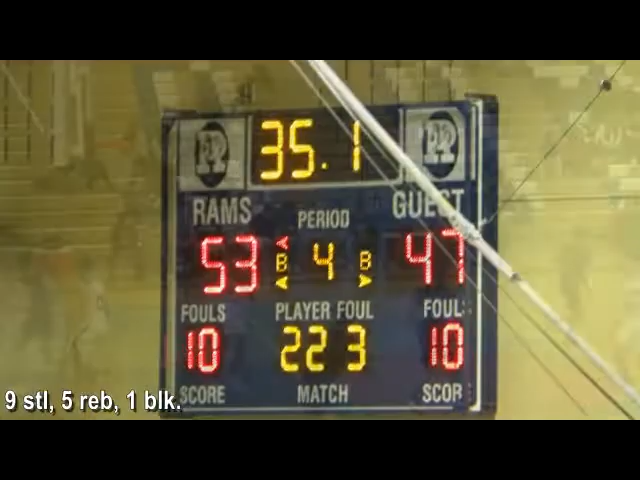 35.1
RAMS PERIOD GUEST
53 B 4 B 47
FOULS PLAYER FOUL FOULS
10 22 3 10
SCORE MATCH SCOR
9 stl, 5 reb, 1 blk.